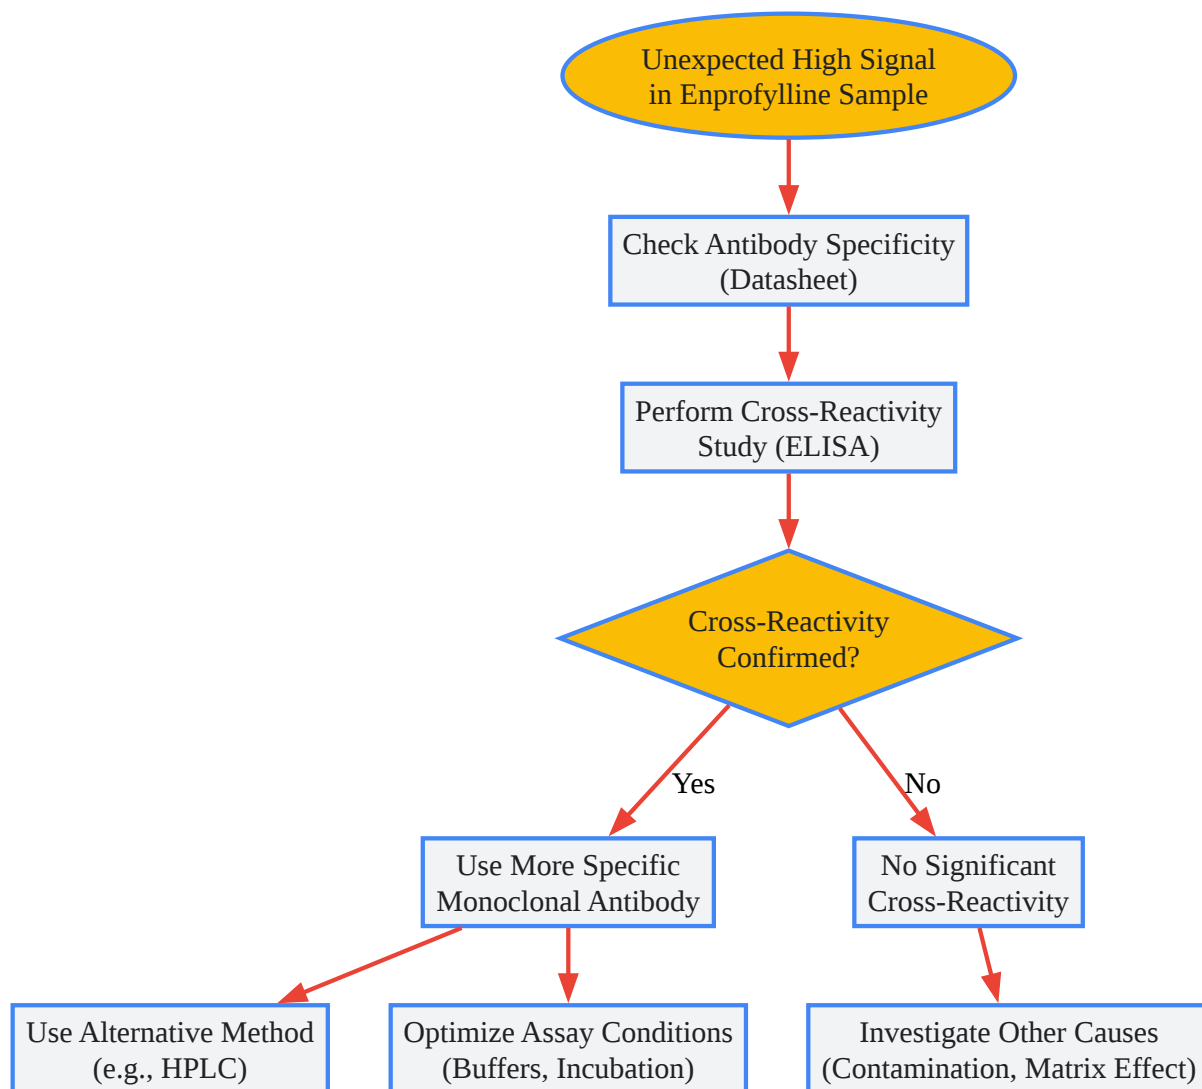 Unexpected High Signal
in Enprofylline Sample
Check Antibody Specificity
(Datasheet)
Perform Cross-Reactivity
Study (ELISA)
Cross-Reactivity
Confirmed?
Yes
No
Use More Specific
Monoclonal Antibody
No Significant
Cross-Reactivity
Use Alternative Method
(e.g., HPLC)
Optimize Assay Conditions
(Buffers, Incubation)
Investigate Other Causes
(Contamination, Matrix Effect)